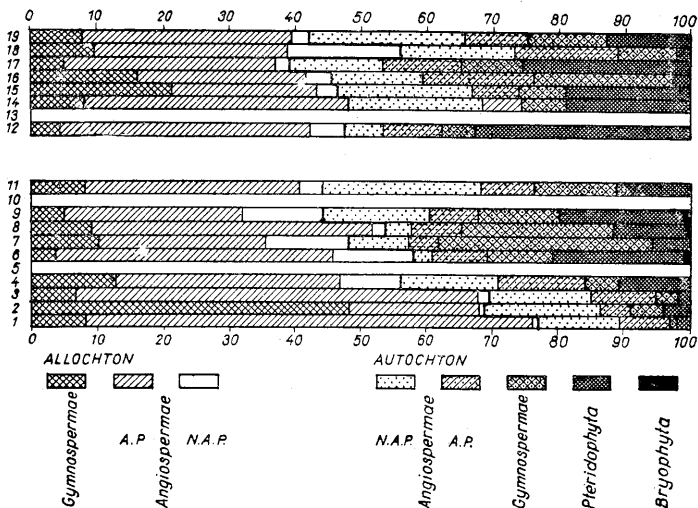 0 10 20 30 40 50 60 70 80 90 100
19
18
17
16
15
14
13
12
11
10
9
8
7
6
5
4
3
2
1
0 10 20 30 40 50 60 70 80 90 100
ALLOCHTON AUTOCHTON
Gymnospermae
A.P. N.A.P.
Angiospermae
N.A.P. A.P.
Angiospermae
Gymnospermae
Pteridophyta
Bryophyta